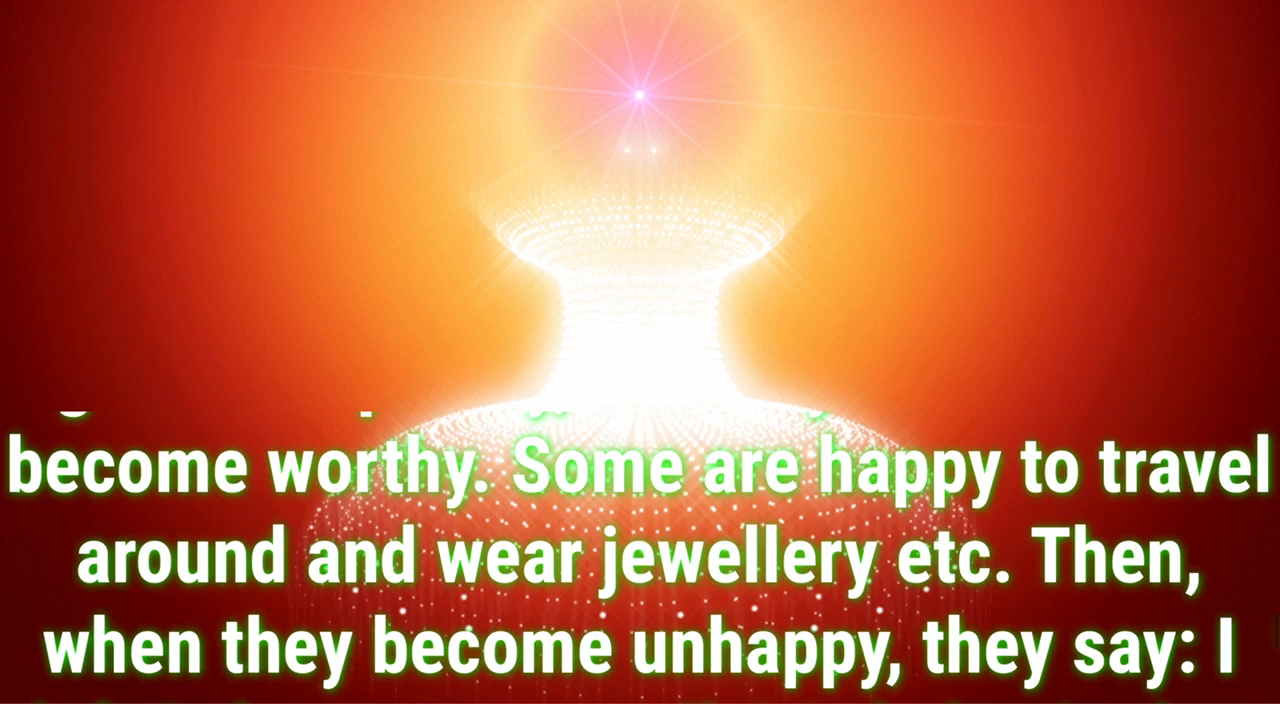 become worthy. Some are happy to travel
around and wear jewellery etc. Then,
when they become unhappy, they say: I